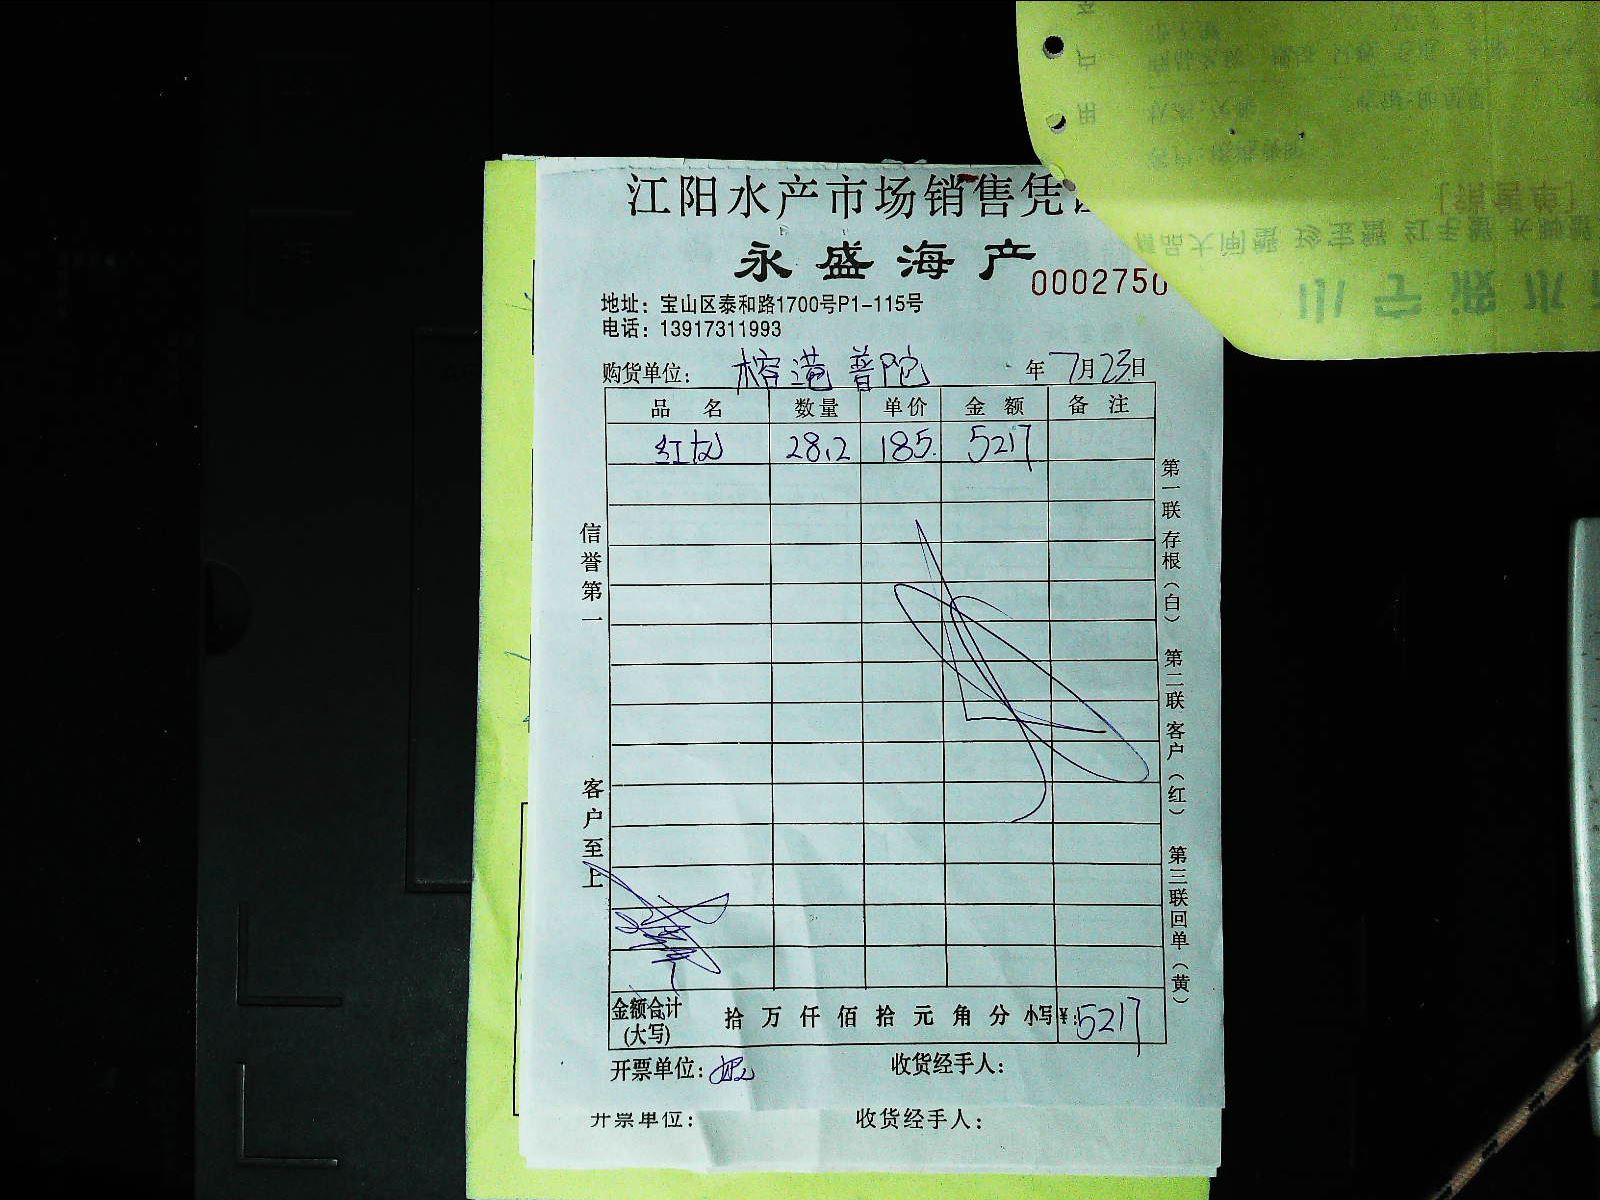 江阳水产市场销售凭
永盛海产
0002750
地址：宝山区泰和路1700号P1-115号
电话：13917311993
购货单位：榕港 普陀 年7月23日
品名 数量 单价 金额 备注
28.2 185. 5217
信誉第一
客户至上
第一联存根（白） 第二联客户（红） 第三联回单（黄）
金额合计(大写) 拾 万 仟 佰 拾 元 角 分 小写¥：5217
开票单位： 收货经手人：
开票单位： 收货经手人：
[销售单]